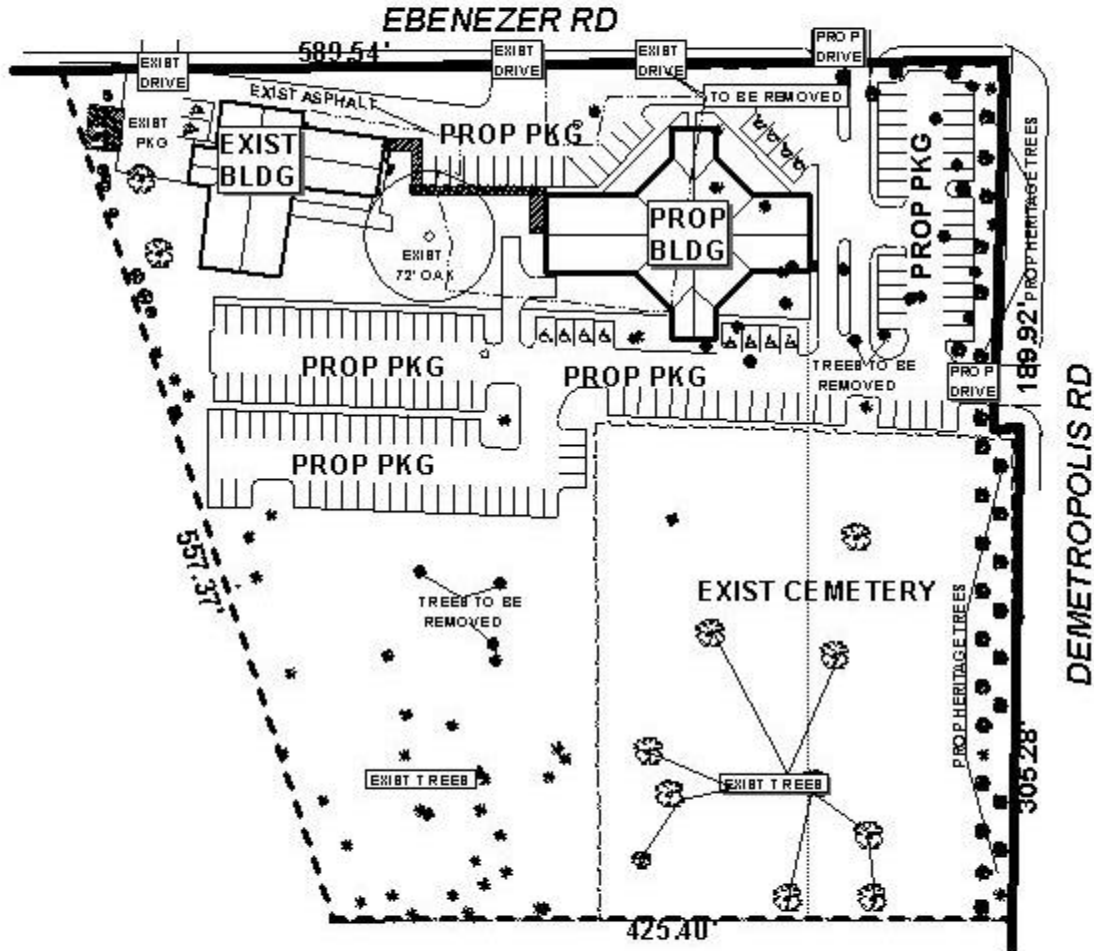 EBENEZER RD
589.54'
EXIST
DRIVE
EXIST
DRIVE
EXIST
DRIVE
PROP
DRIVE
EXIST ASPHALT
TO BE REMOVED
EXIST
PKG
PROP PKG
EXIST
BLDG
PROP
BLDG
PROP PKG
PROP HERITAGE TREES
EXIST
72' OAK
189.92'
PROP PKG
PROP PKG
TREES TO BE
REMOVED
PROP
DRIVE
DEMETROPOLIS RD
PROP PKG
557.37'
EXIST CEMETERY
TREES TO BE
REMOVED
PROP HERITAGE TREES
EXIST TREES
EXIST TREES
305.28'
425.40'